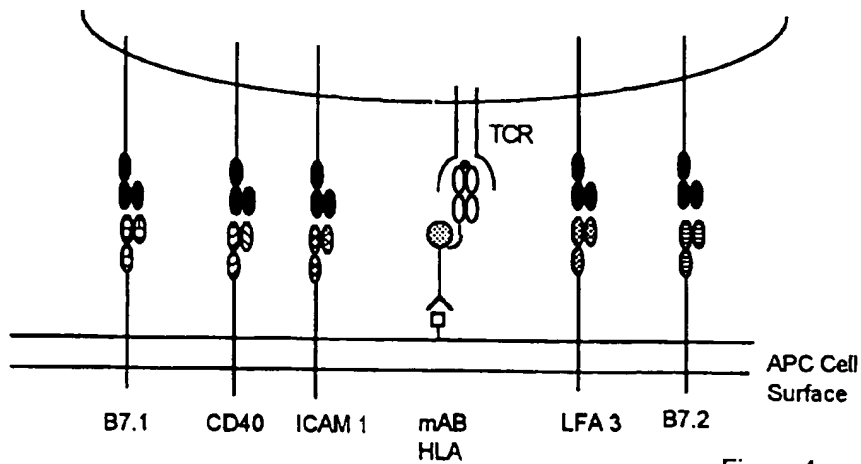 TCR
APC Cell
Surface
B7.1 CD40 ICAM 1 mAB LFA 3 B7.2
HLA